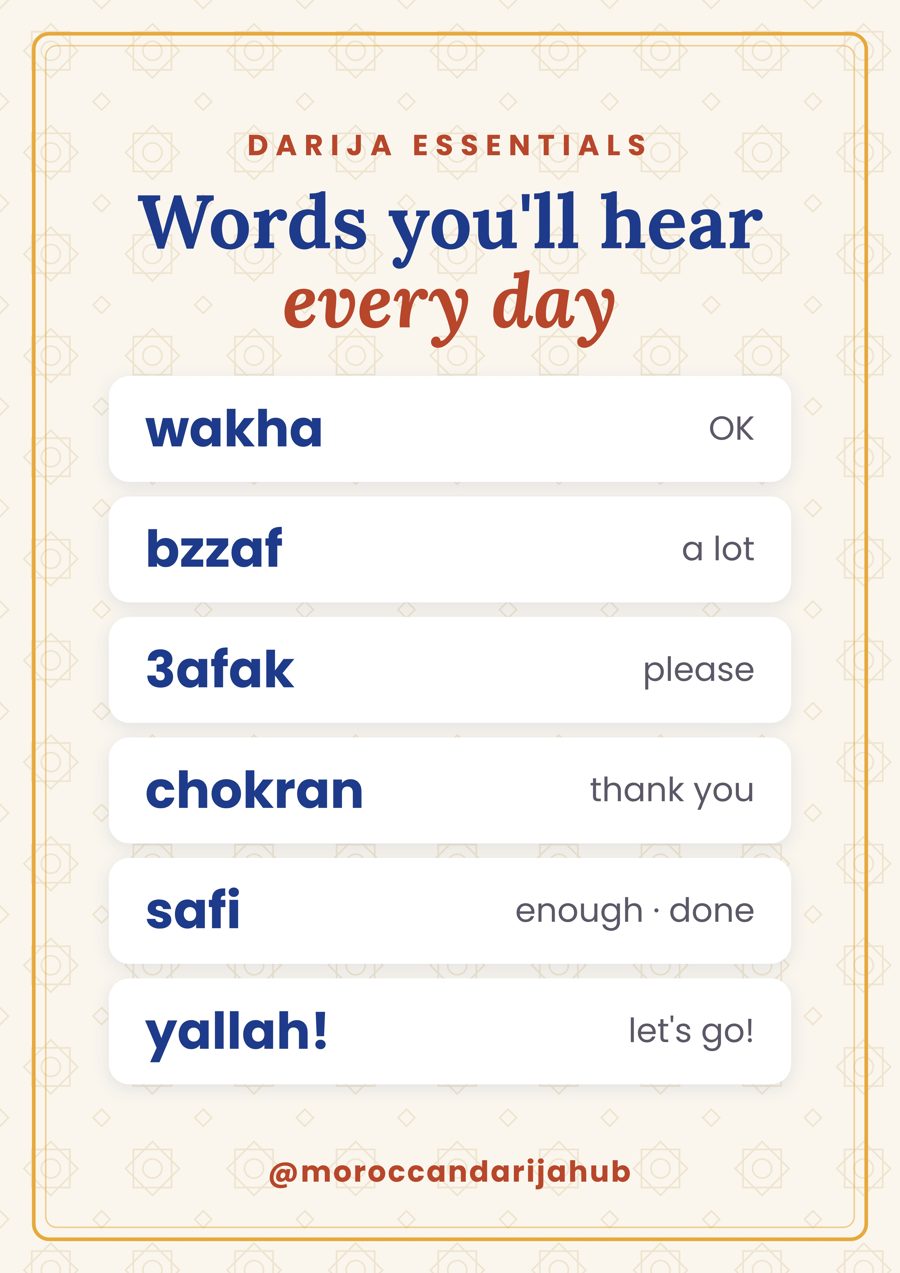 DARIJA ESSENTIALS
Words you'll hear
every day
wakha OK
bzzaf a lot
3afak please
chokran thank you
safi enough · done
yallah! let's go!
@moroccandarijahub